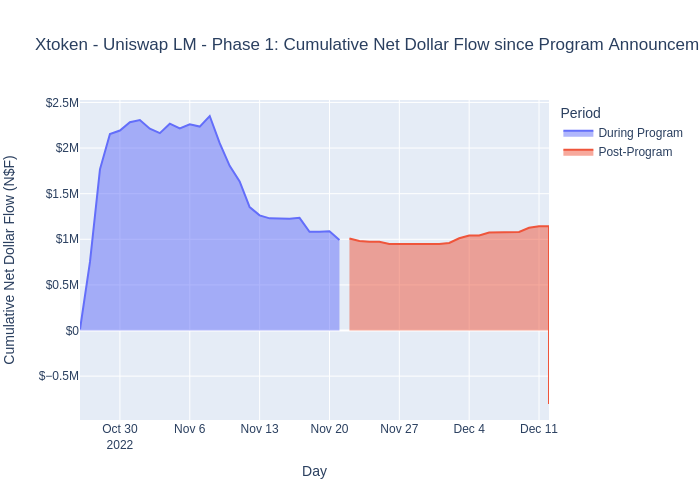 Xtoken - Uniswap LM - Phase 1: Cumulative Net Dollar Flow since Program Announcem
Period
During Program
Post-Program
Cumulative Net Dollar Flow (N$F)
$2.5M
$2M
$1.5M
$1M
$0.5M
$0
$−0.5M
Oct 30
2022
Nov 6
Nov 13
Nov 20
Nov 27
Dec 4
Dec 11
Day